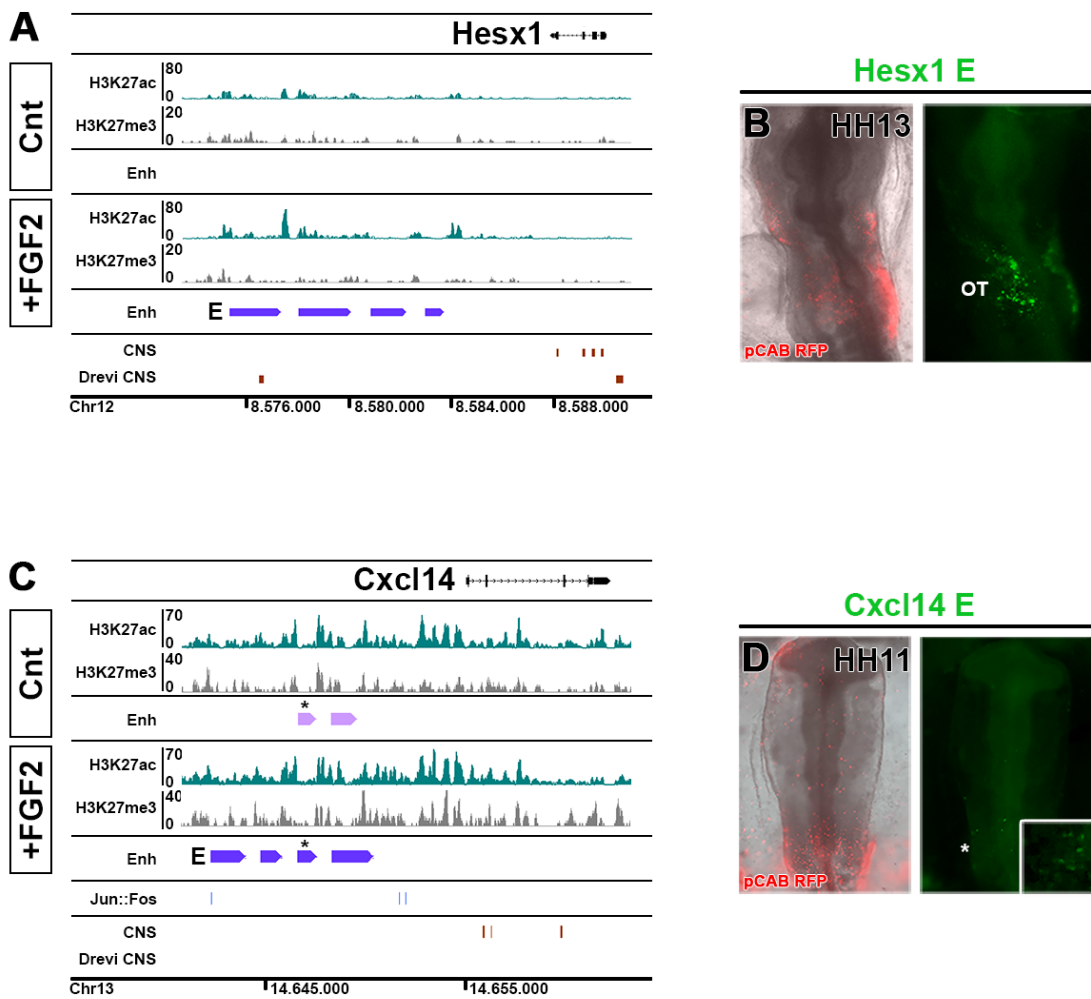 A
Hesx1
Cnt
H3K27ac
80
0
H3K27me3
20
0
Enh
+FGF2
H3K27ac
80
0
H3K27me3
20
0
Enh
E
CNS
Drevi CNS
Chr12
8.576.000
8.580.000
8.584.000
8.588.000
Hesx1 E
B
HH13
pCAB RFP
OT
C
Cxcl14
Cnt
H3K27ac
70
0
H3K27me3
40
0
Enh
*
+FGF2
H3K27ac
70
0
H3K27me3
40
0
Enh
E
*
Jun::Fos
CNS
Drevi CNS
Chr13
14.645.000
14.655.000
Cxcl14 E
D
HH11
pCAB RFP
*